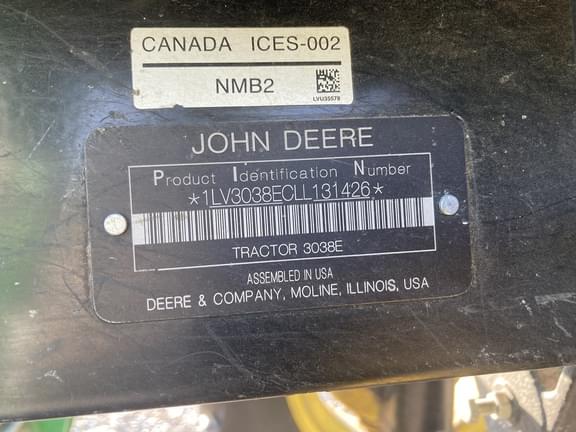 CANADA ICES-002
NMB2
LVU35578
JOHN DEERE
Product Identification Number
*1LV3038ECLL131426*
TRACTOR 3038E
ASSEMBLED IN USA
DEERE & COMPANY, MOLINE, ILLINOIS, USA